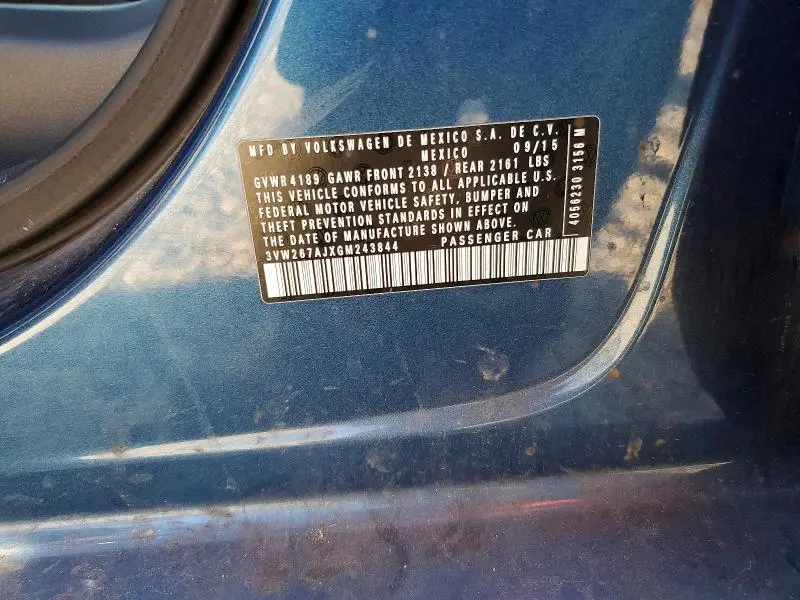 MFD BY VOLKSWAGEN DE MEXICO S.A. DE C.V.
MEXICO 09/15
GVWR 4189 GAWR FRONT 2138 / REAR 2161 LBS
THIS VEHICLE CONFORMS TO ALL APPLICABLE U.S.
FEDERAL MOTOR VEHICLE SAFETY, BUMPER AND
THEFT PREVENTION STANDARDS IN EFFECT ON
THE DATE OF MANUFACTURE SHOWN ABOVE.
3VW267AJXGM243844 PASSENGER CAR
4056230 3156 M